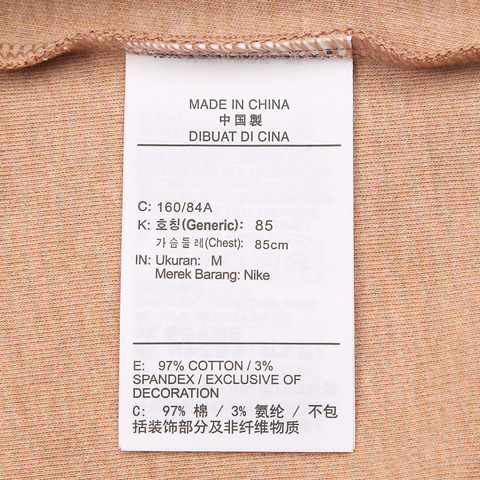 MADE IN CHINA
中国製
DIBUAT DI CINA
C: 160/84A
K: 호칭(Generic): 85
가슴둘레(Chest): 85cm
IN: Ukuran: M
Merek Barang: Nike
E: 97% COTTON / 3%
SPANDEX / EXCLUSIVE OF
DECORATION
C: 97% 棉 / 3% 氨纶 / 不包
括装饰部分及非纤维物质